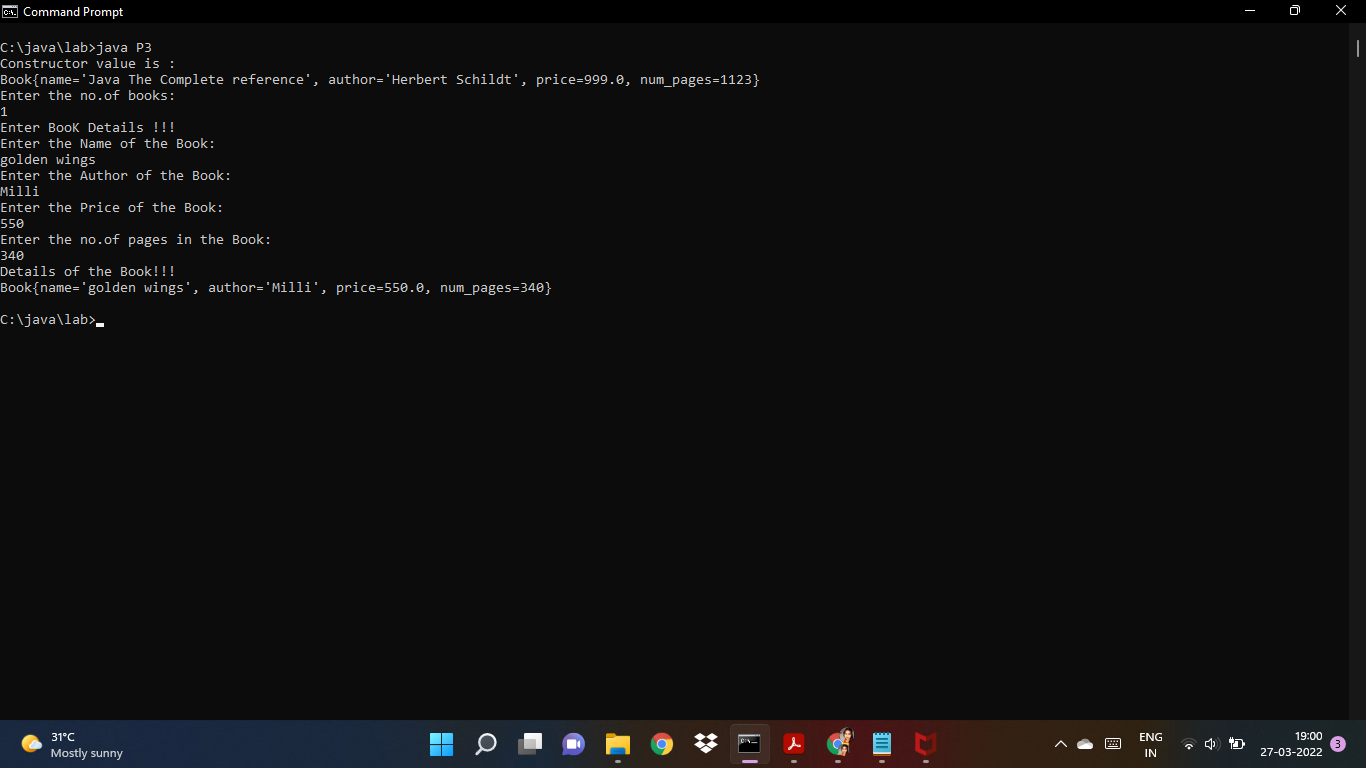 Command Prompt
C:\java\lab>java P3
Constructor value is :
Book{name='Java The Complete reference', author='Herbert Schildt', price=999.0, num_pages=1123}
Enter the no.of books:
1
Enter BooK Details !!!
Enter the Name of the Book:
golden wings
Enter the Author of the Book:
Milli
Enter the Price of the Book:
550
Enter the no.of pages in the Book:
340
Details of the Book!!!
Book{name='golden wings', author='Milli', price=550.0, num_pages=340}
C:\java\lab>
31°C
Mostly sunny
ENG
IN
19:00
27-03-2022
3